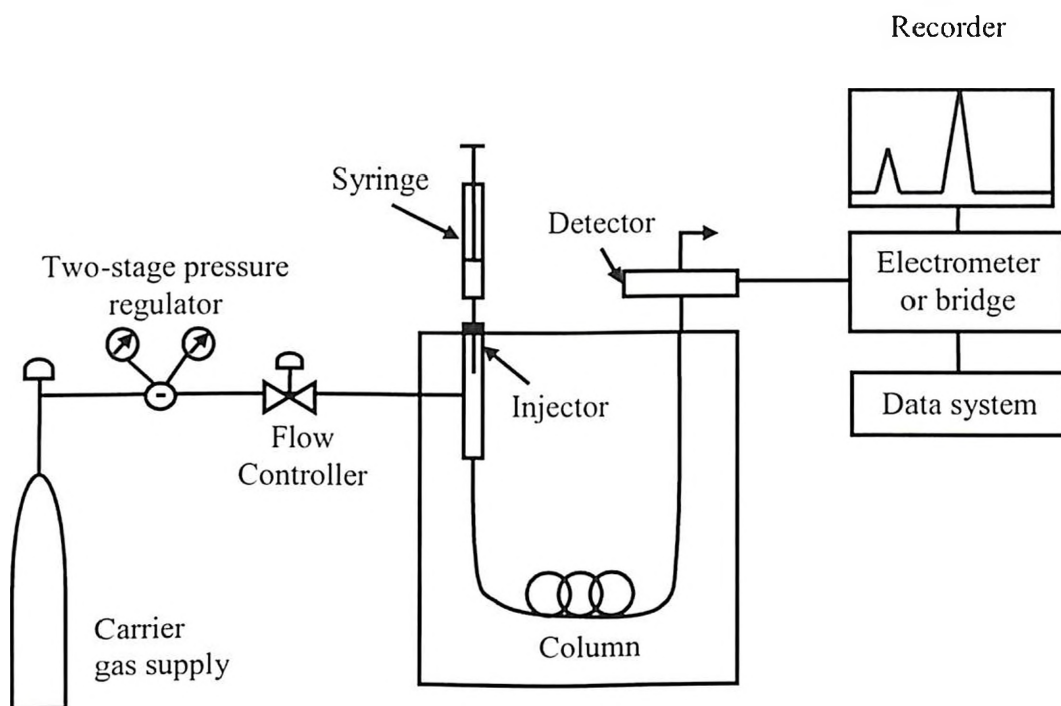 Recorder
Syringe
Detector
Two-stage pressure
regulator
Electrometer
or bridge
Injector
Data system
Flow
Controller
Carrier
gas supply
Column